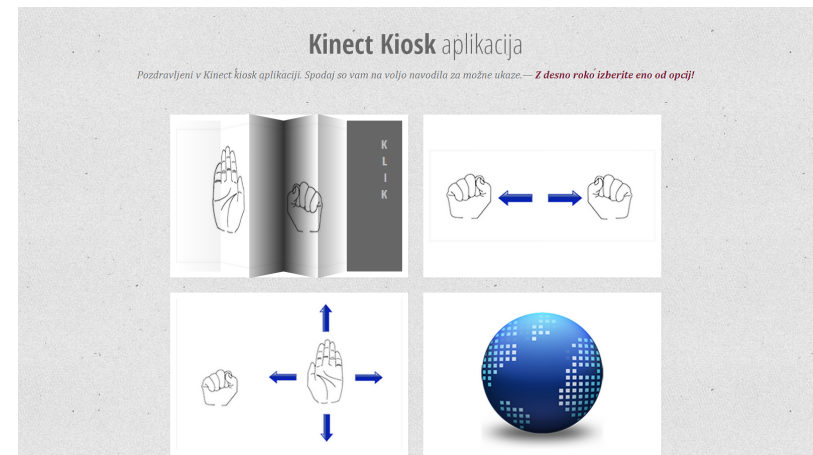 Kinect Kiosk aplikacija
Pozdravljeni v Kinect kiosk aplikaciji. Spodaj so vam na voljo navodila za možne ukaze.— Z desno roko izberite eno od opcij!
K
L
I
K